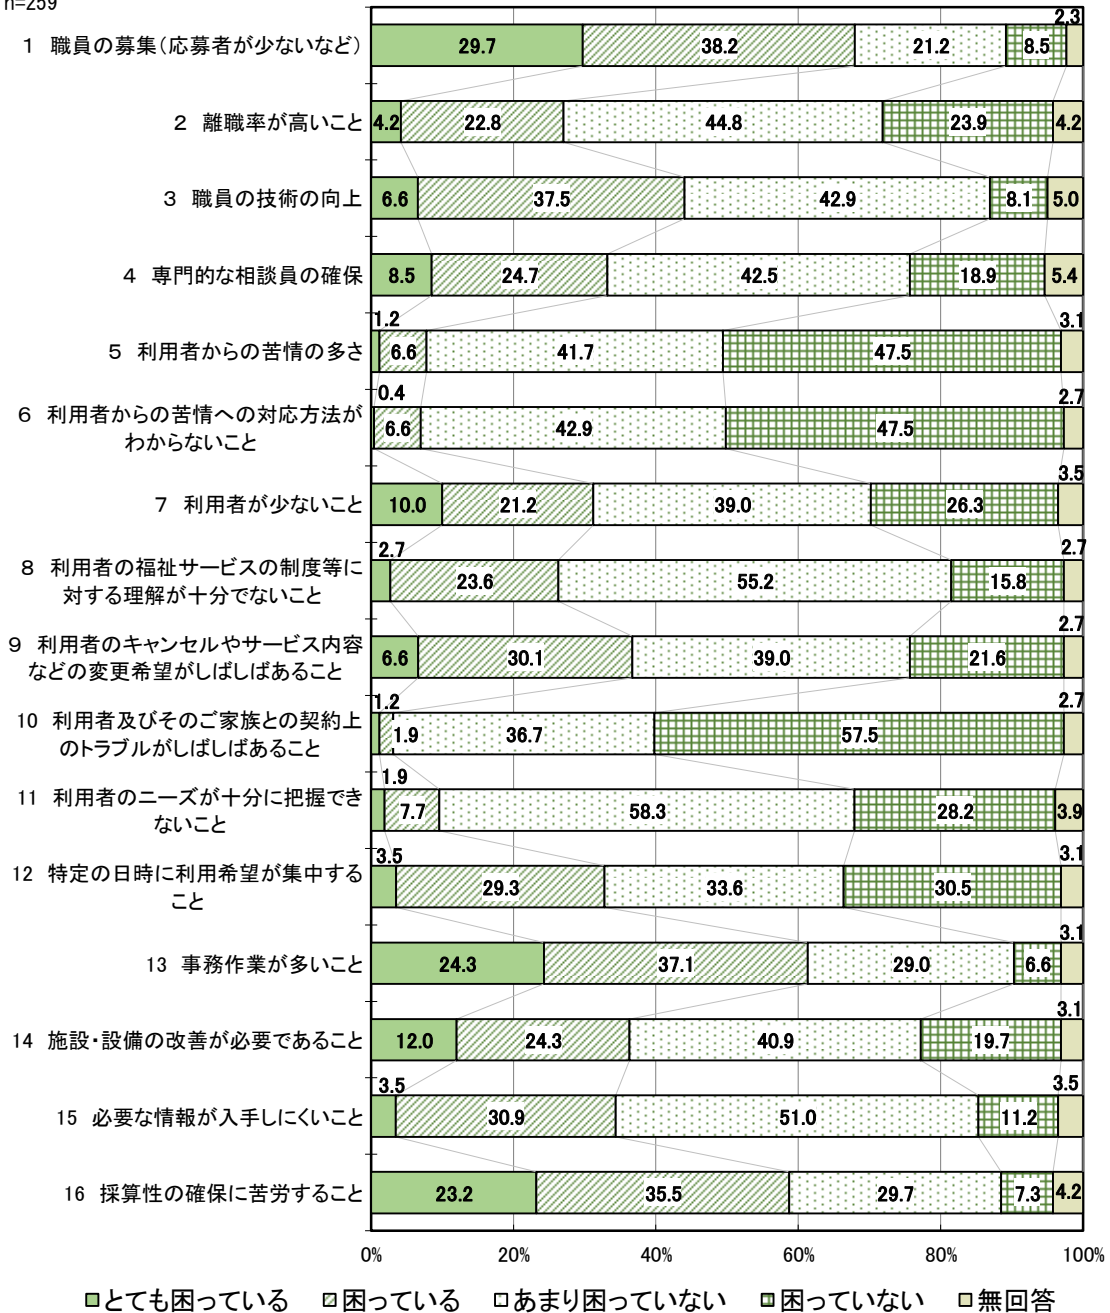 n=259
1 職員の募集(応募者が少ないなど)
29.7 38.2 21.2 8.5 2.3
2 離職率が高いこと
4.2 22.8 44.8 23.9 4.2
3 職員の技術の向上
6.6 37.5 42.9 8.1 5.0
4 専門的な相談員の確保
8.5 24.7 42.5 18.9 5.4
5 利用者からの苦情の多さ
1.2 6.6 41.7 47.5 3.1
6 利用者からの苦情への対応方法が
わからないこと
0.4 6.6 42.9 47.5 2.7
7 利用者が少ないこと
10.0 21.2 39.0 26.3 3.5
8 利用者の福祉サービスの制度等に
対する理解が十分でないこと
2.7 23.6 55.2 15.8 2.7
9 利用者のキャンセルやサービス内容
などの変更希望がしばしばあること
6.6 30.1 39.0 21.6 2.7
10 利用者及びそのご家族との契約上
のトラブルがしばしばあること
1.2 1.9 36.7 57.5 2.7
11 利用者のニーズが十分に把握でき
ないこと
1.9 7.7 58.3 28.2 3.9
12 特定の日時に利用希望が集中する
こと
3.5 29.3 33.6 30.5 3.1
13 事務作業が多いこと
24.3 37.1 29.0 6.6 3.1
14 施設・設備の改善が必要であること
12.0 24.3 40.9 19.7 3.1
15 必要な情報が入手しにくいこと
3.5 30.9 51.0 11.2 3.5
16 採算性の確保に苦労すること
23.2 35.5 29.7 7.3 4.2
0% 20% 40% 60% 80% 100%
とても困っている 困っている あまり困っていない 困っていない 無回答